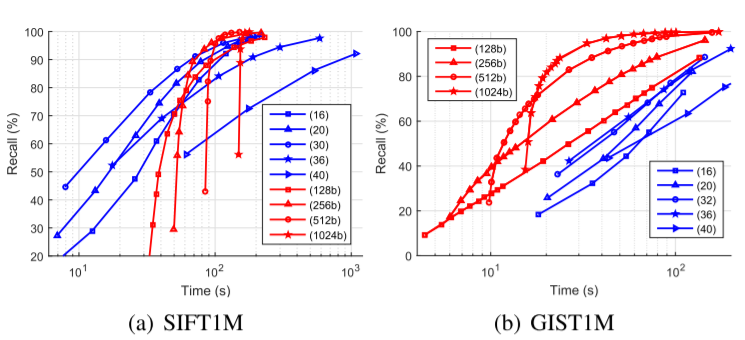 100
90
80
70
60
50
40
30
20
Recall (%)
10^1
10^2
10^3
Time (s)
(16)
(20)
(30)
(36)
(40)
(128b)
(256b)
(512b)
(1024b)
(a) SIFT1M
100
80
60
40
20
0
Recall (%)
10^1
10^2
Time (s)
(128b)
(256b)
(512b)
(1024b)
(16)
(20)
(32)
(36)
(40)
(b) GIST1M